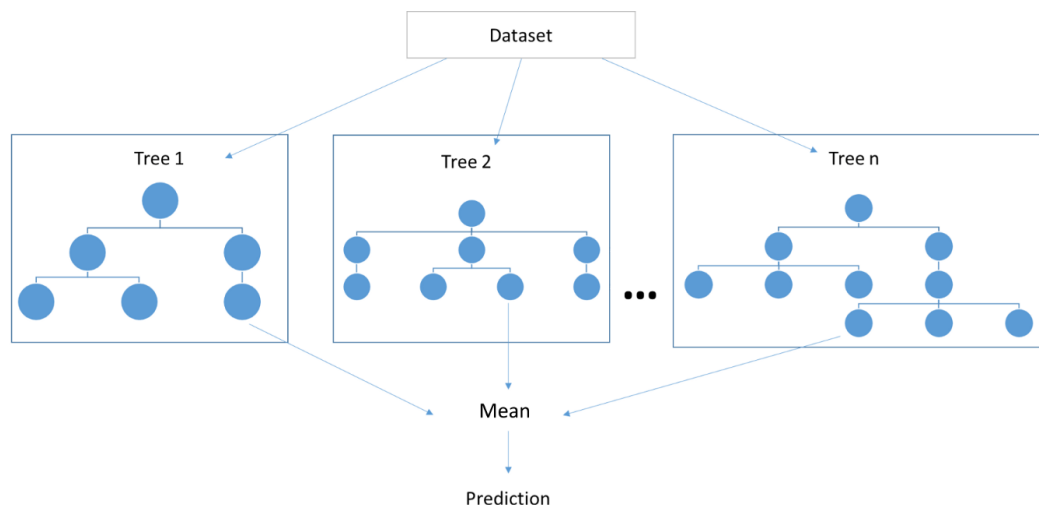 Dataset
Tree 1
Tree 2
Tree n
...
Mean
Prediction